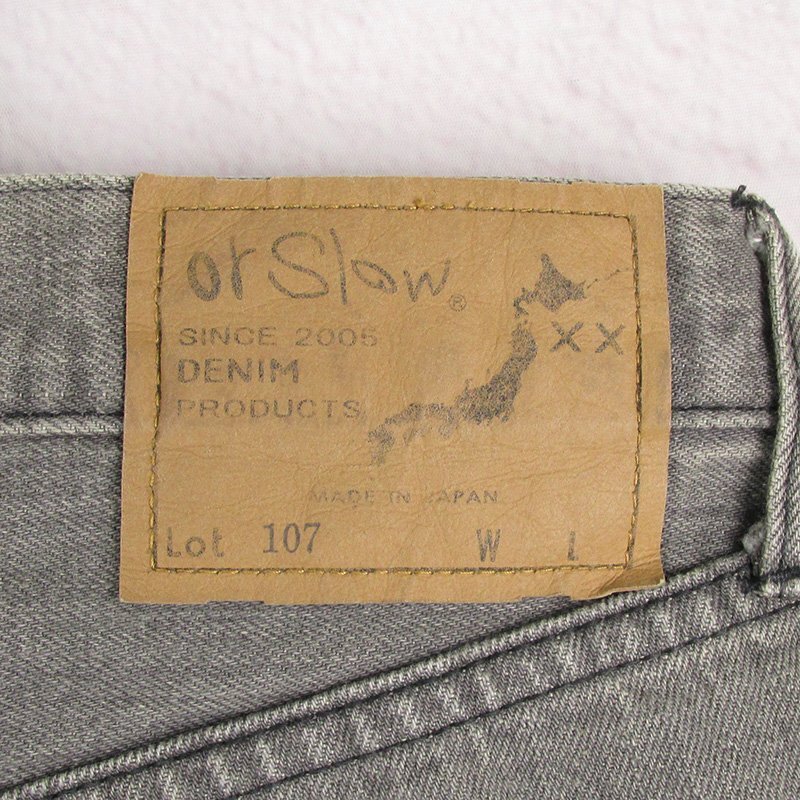 orSlow®
XX
SINCE 2005
DENIM
PRODUCTS
MADE IN JAPAN
Lot 107 W L